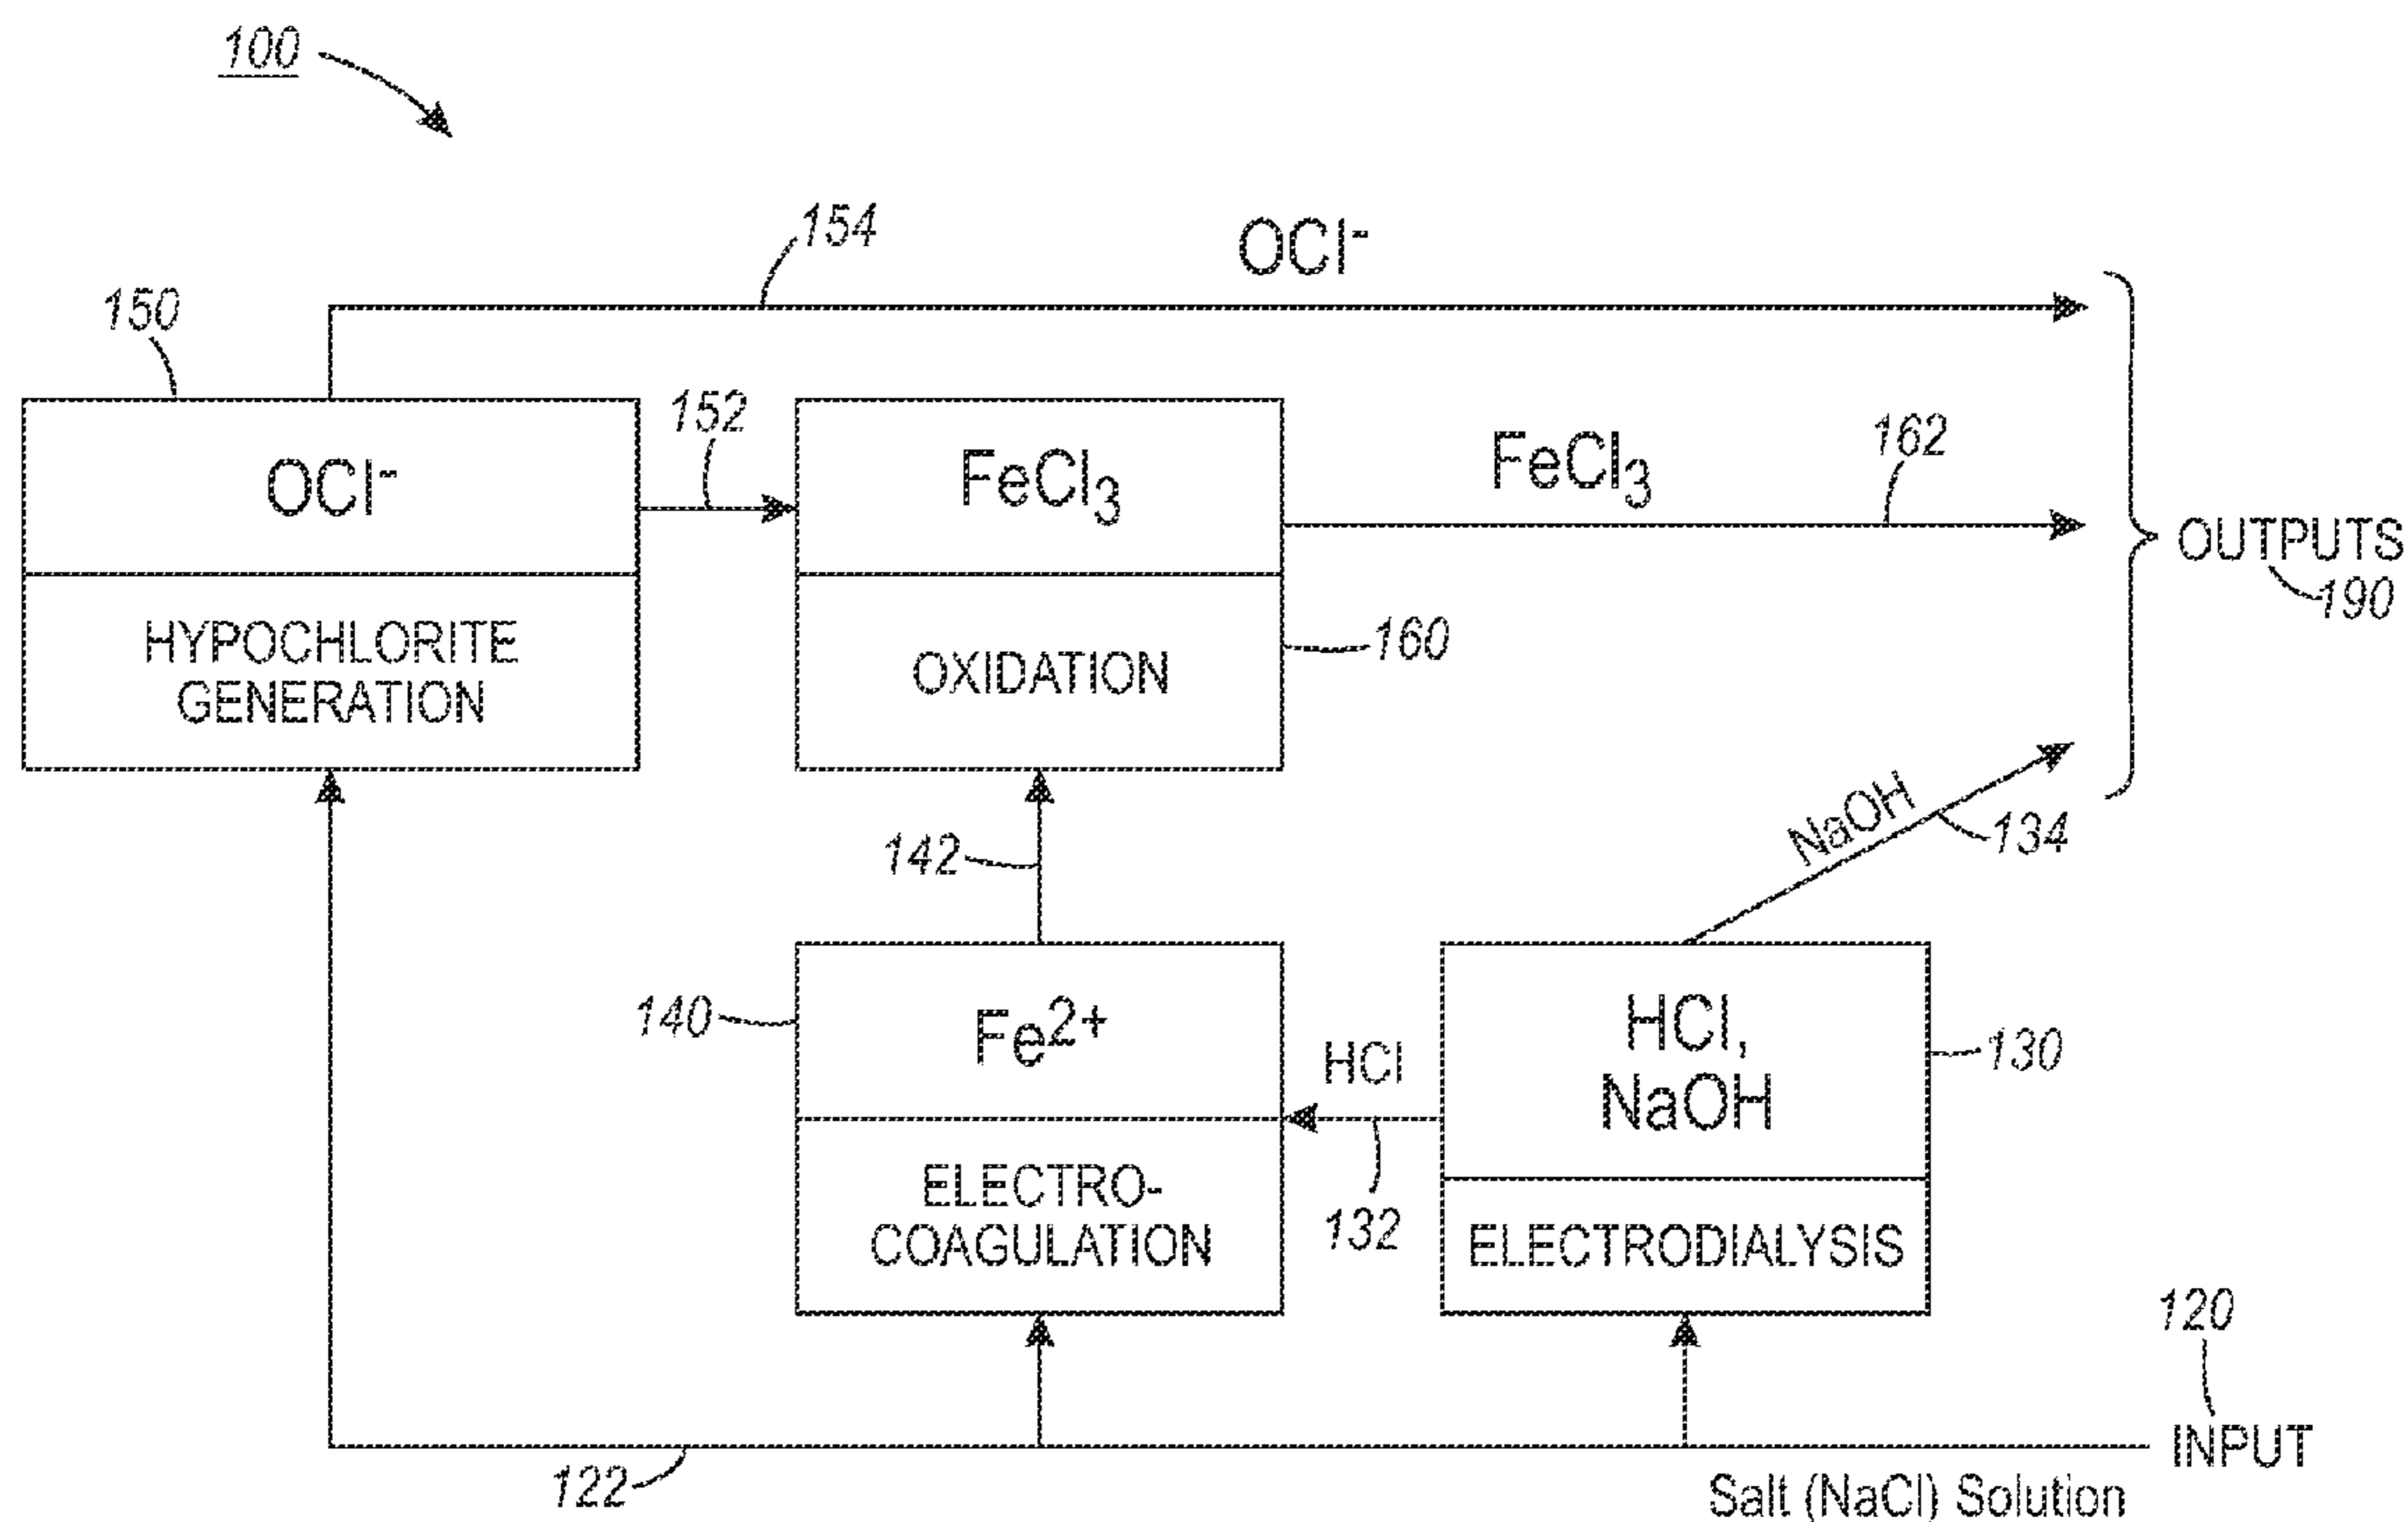 100
154
OCl-
150
152
162
OCl-
FeCl3
FeCl3
OUTPUTS
190
HYPOCHLORITE
GENERATION
OXIDATION
160
NaOH
134
142
140
Fe2+
HCl
HCl,
NaOH
130
ELECTRO-
COAGULATION
132
ELECTRODIALYSIS
120
INPUT
122
Salt (NaCl) Solution